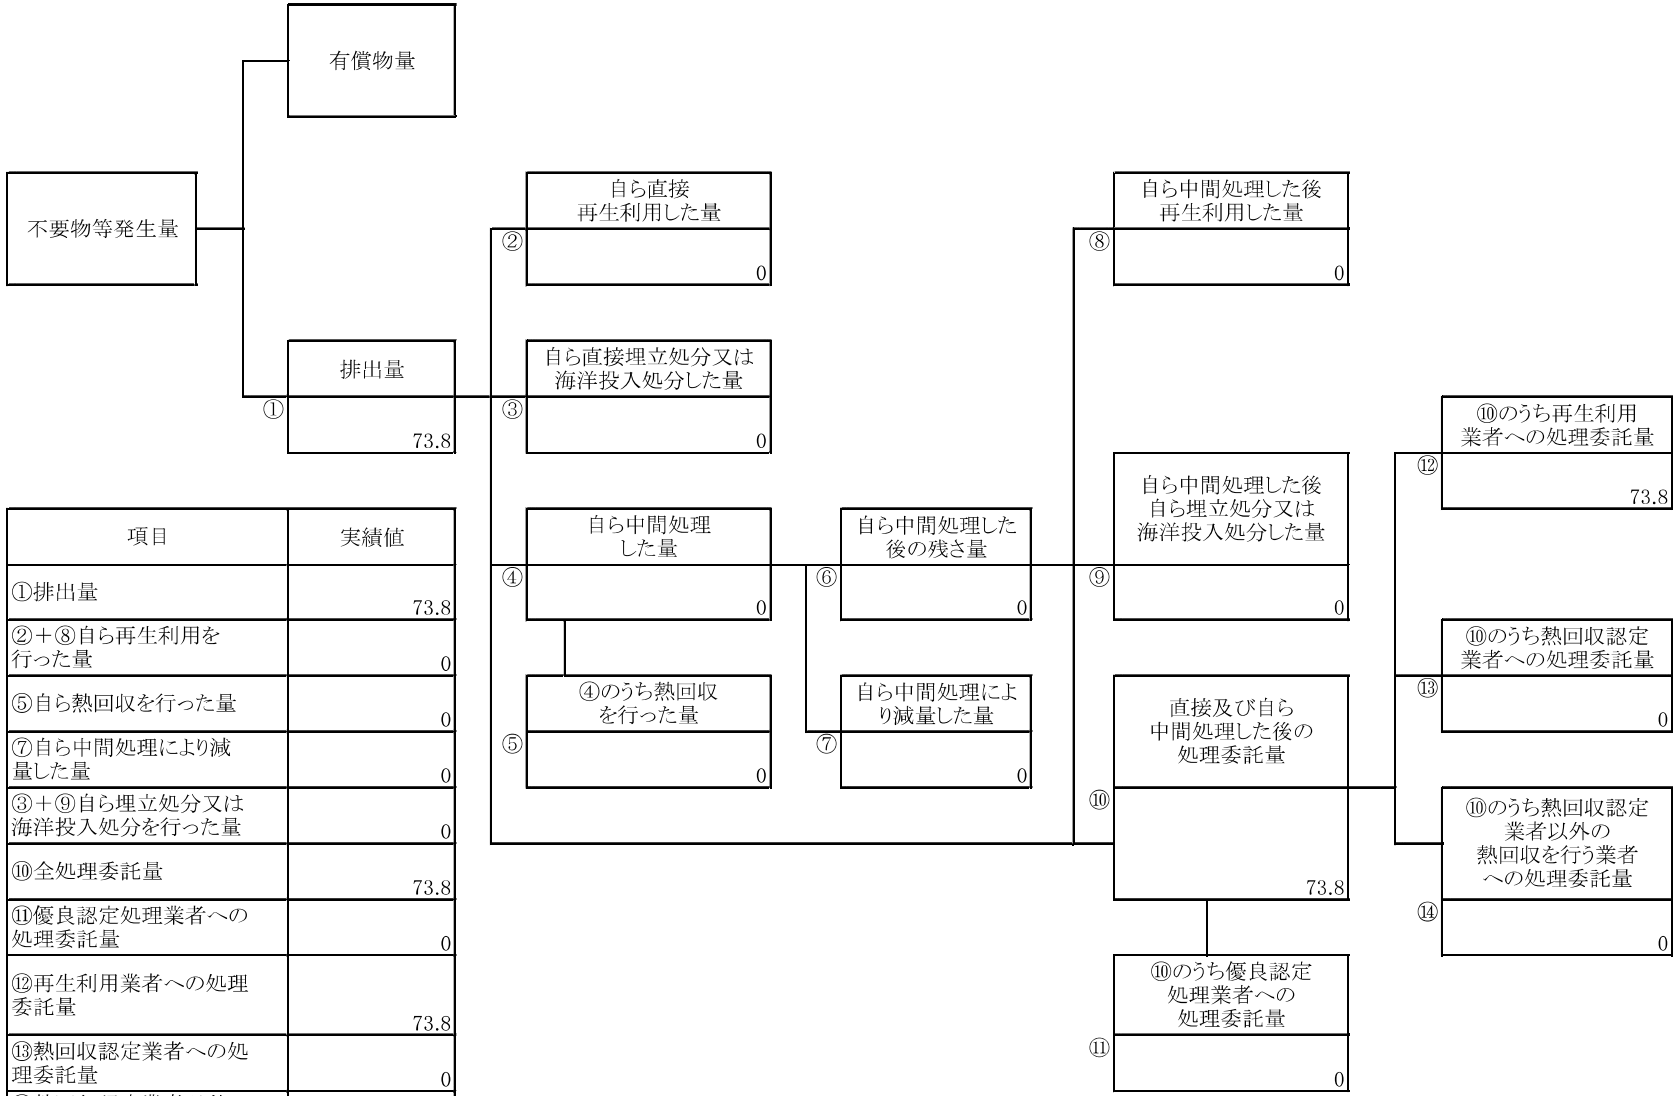 有償物量
不要物等発生量
自ら直接
再生利用した量
②
0
自ら中間処理した後
再生利用した量
⑧
0
排出量
①
73.8
自ら直接埋立処分又は
海洋投入処分した量
③
0
⑩のうち再生利用
業者への処理委託量
⑫
73.8
自ら中間処理
した量
④
0
自ら中間処理した
後の残さ量
⑥
0
自ら中間処理した後
自ら埋立処分又は
海洋投入処分した量
⑨
0
⑩のうち熱回収認定
業者への処理委託量
⑬
0
④のうち熱回収
を行った量
⑤
0
自ら中間処理によ
り減量した量
⑦
0
直接及び自ら
中間処理した後の
処理委託量
⑩
73.8
⑩のうち熱回収認定
業者以外の
熱回収を行う業者
への処理委託量
⑭
0
⑩のうち優良認定
処理業者への
処理委託量
⑪
0
項目
実績値
①排出量
73.8
②＋⑧自ら再生利用を
行った量
0
⑤自ら熱回収を行った量
0
⑦自ら中間処理により減
量した量
0
③＋⑨自ら埋立処分又は
海洋投入処分を行った量
0
⑩全処理委託量
73.8
⑪優良認定処理業者への
処理委託量
0
⑫再生利用業者への処理
委託量
73.8
⑬熱回収認定業者への処
理委託量
0